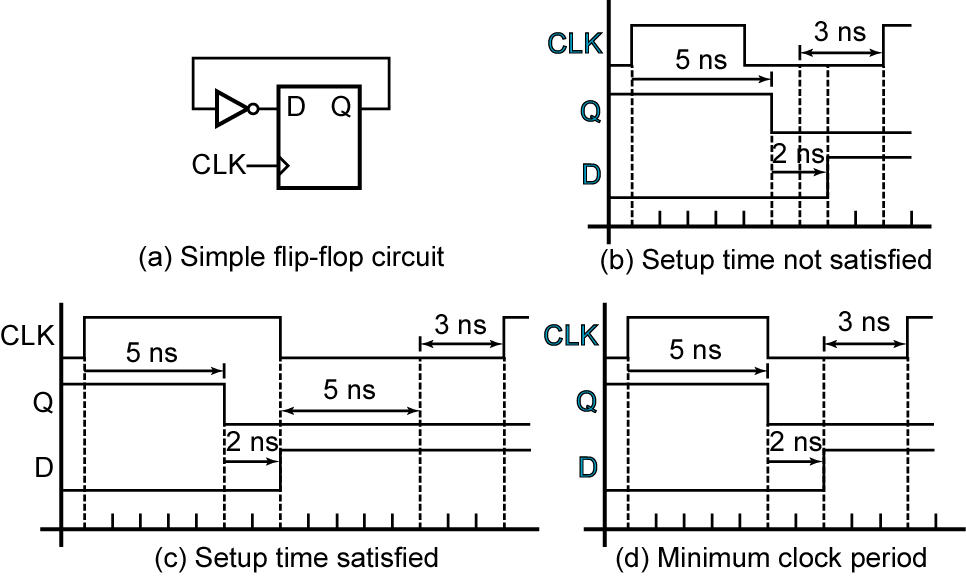 D Q
CLK
(a) Simple flip-flop circuit
CLK
3 ns
5 ns
Q
2 ns
D
(b) Setup time not satisfied
CLK
3 ns
5 ns
Q
5 ns
2 ns
D
(c) Setup time satisfied
CLK
3 ns
5 ns
Q
2 ns
D
(d) Minimum clock period